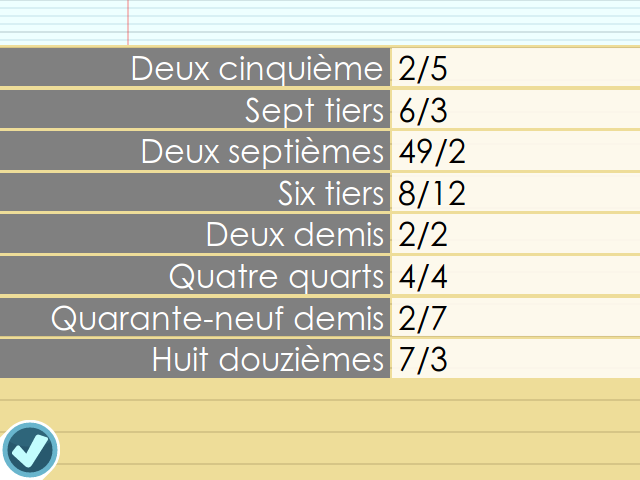 Deux cinquième 2/5
Sept tiers 6/3
Deux septièmes 49/2
Six tiers 8/12
Deux demis 2/2
Quatre quarts 4/4
Quarante-neuf demis 2/7
Huit douzièmes 7/3